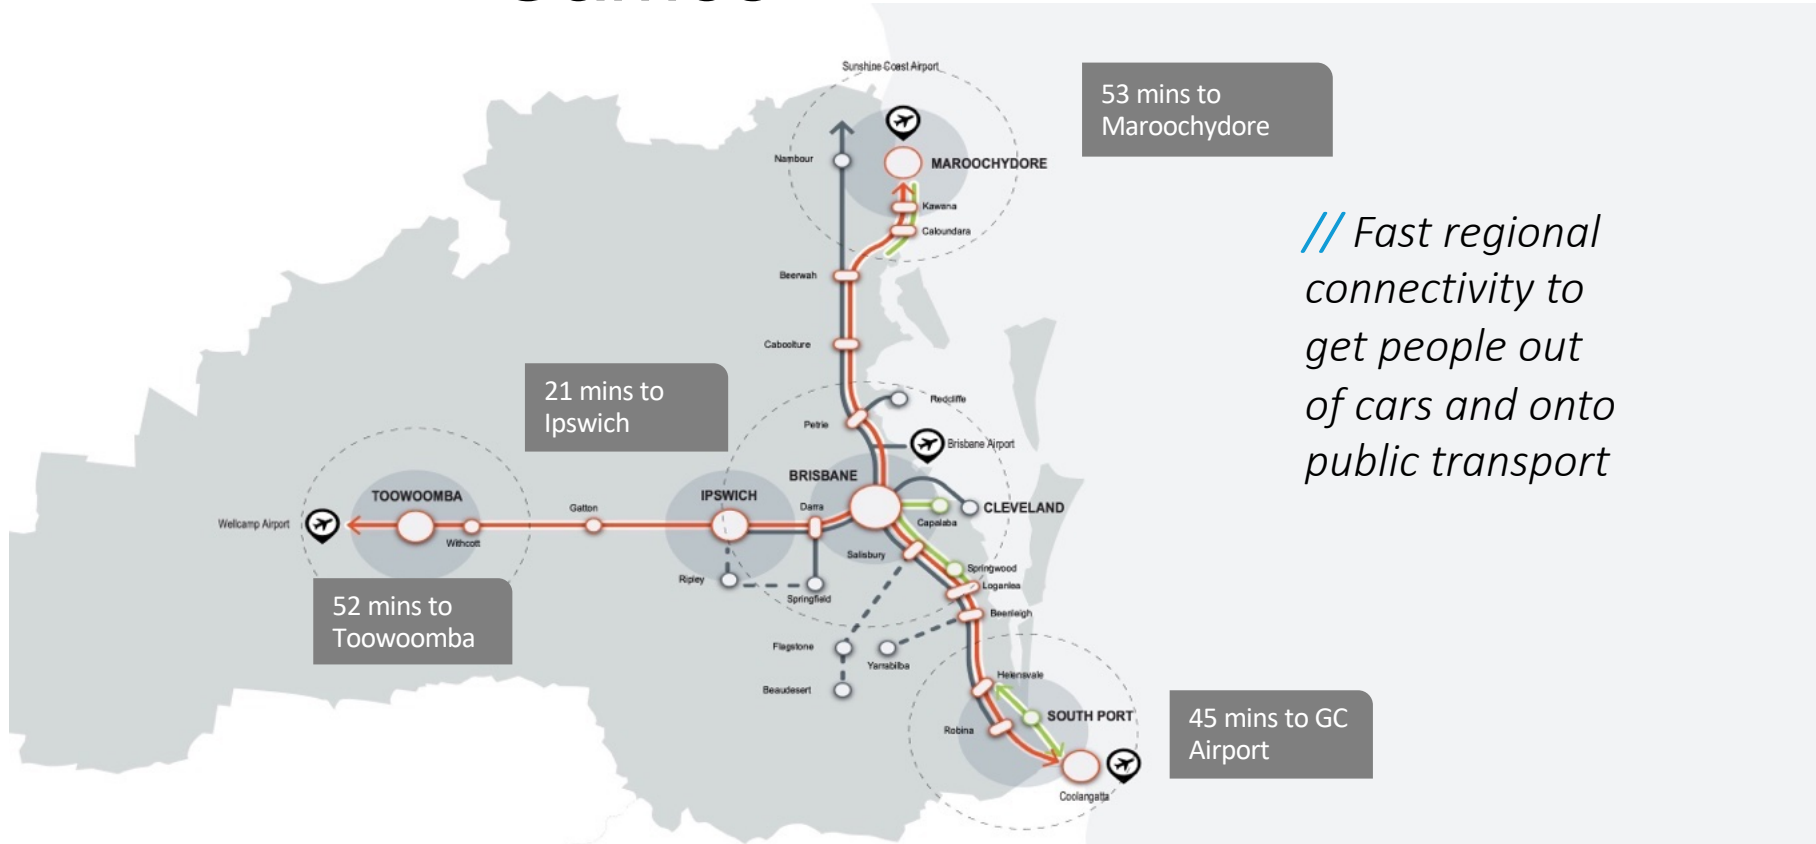 Sunshine Coast Airport
53 mins to
Maroochydore
Nambour
MAROOCHYDORE
Kawana
Caloundara
// Fast regional
connectivity to
get people out
of cars and onto
public transport
Beerwah
Caboolture
21 mins to
Ipswich
Redcliffe
Petrie
Brisbane Airport
BRISBANE
TOOWOOMBA
IPSWICH
Darra
CLEVELAND
Capalaba
Gatton
Wellcamp Airport
Withcott
Salisbury
Springwood
Ripley
Springfield
Loganlea
Beenleigh
52 mins to
Toowoomba
Flagstone
Yarrabilba
Beaudesert
Helensvale
SOUTH PORT
Robina
45 mins to GC
Airport
Coolangatta